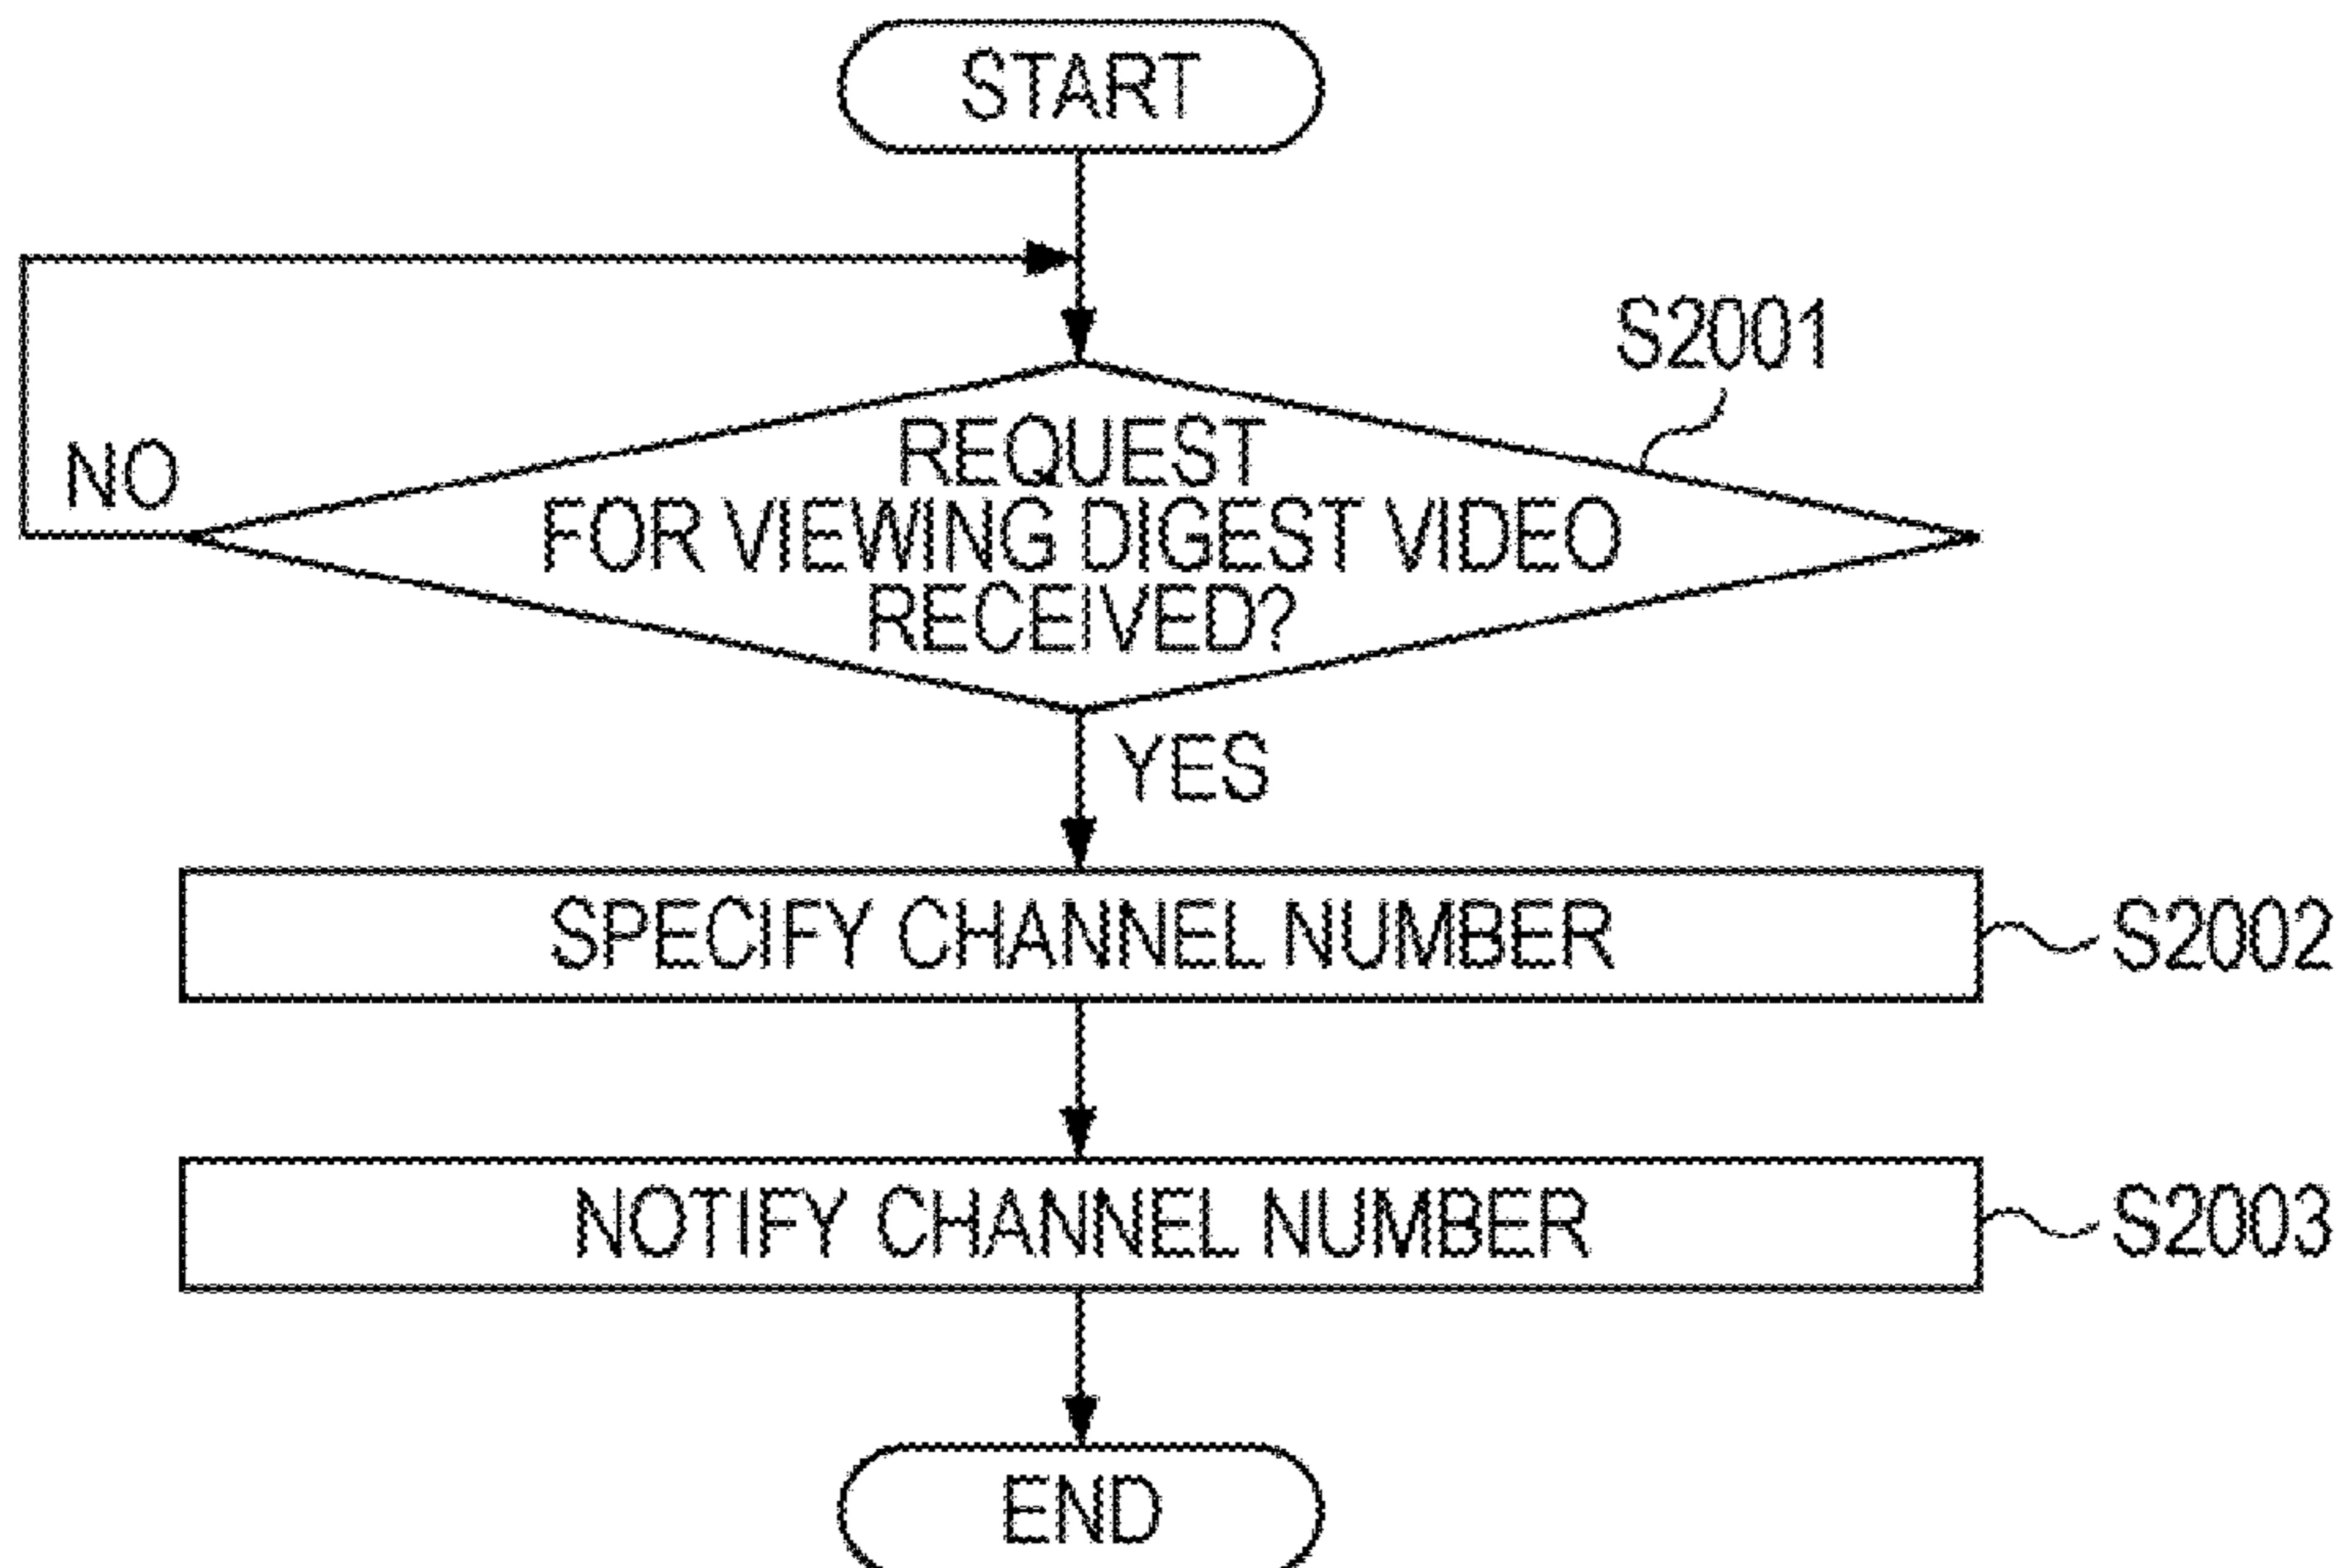 START
S2001
REQUEST
FOR VIEWING DIGEST VIDEO
RECEIVED?
NO
YES
SPECIFY CHANNEL NUMBER
S2002
NOTIFY CHANNEL NUMBER
S2003
END